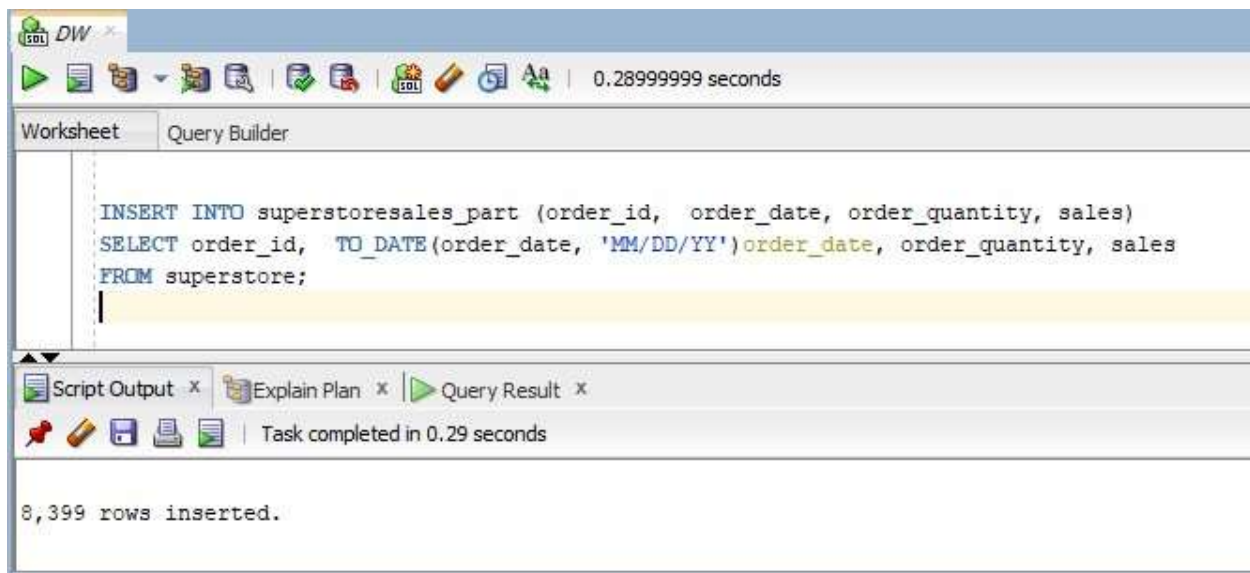 DW
0.28999999 seconds
Worksheet Query Builder
INSERT INTO superstoresales_part (order_id,  order_date, order_quantity, sales)
SELECT order_id,  TO_DATE(order_date, 'MM/DD/YY')order_date, order_quantity, sales
FROM superstore;
Script Output x Explain Plan x Query Result x
Task completed in 0.29 seconds
8,399 rows inserted.